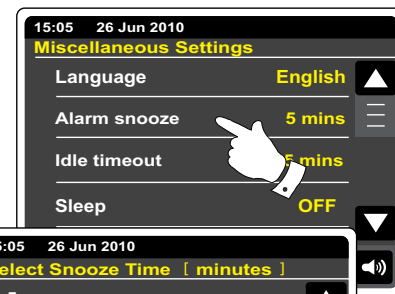 15:05 26 Jun 2010
Miscellaneous Settings
Language English
Alarm snooze 5 mins
Idle timeout 5 mins
Sleep OFF
5:05 26 Jun 2010
elect Snooze Time [ minutes ]